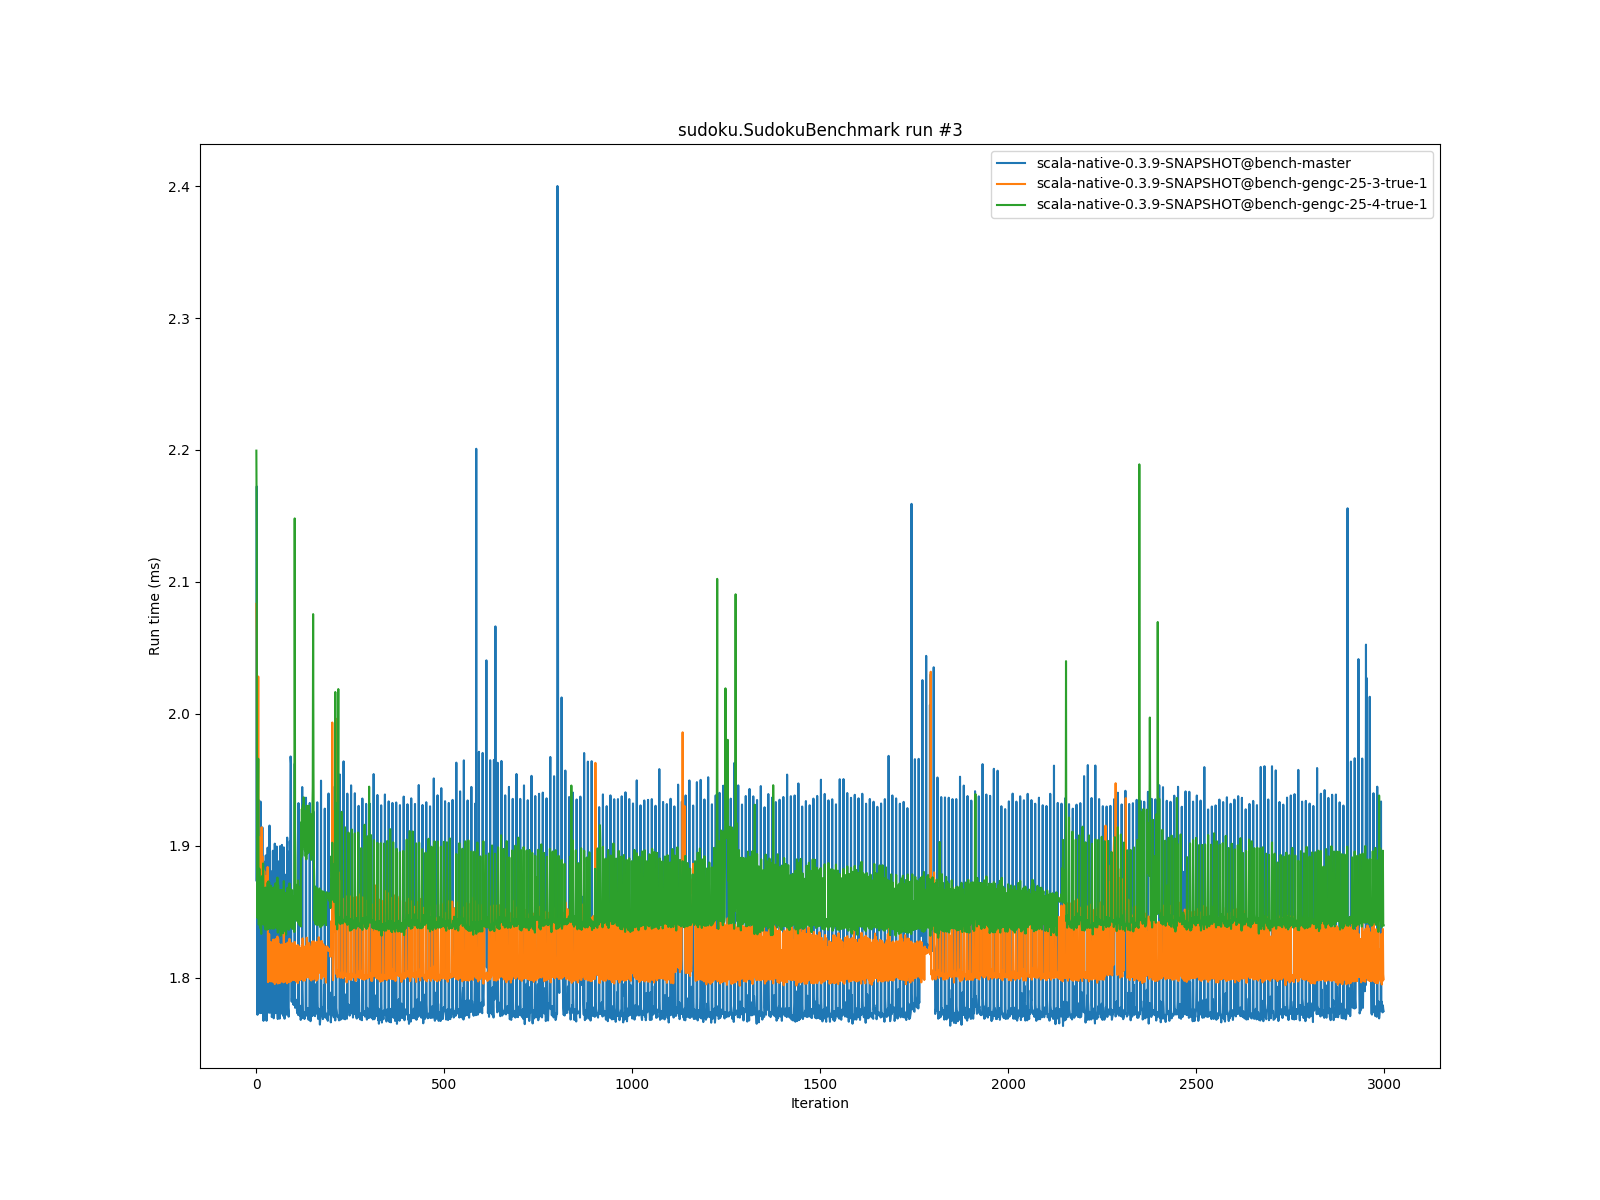 sudoku.SudokuBenchmark run #3
scala-native-0.3.9-SNAPSHOT@bench-master
scala-native-0.3.9-SNAPSHOT@bench-gengc-25-3-true-1
scala-native-0.3.9-SNAPSHOT@bench-gengc-25-4-true-1
Run time (ms)
2.4
2.3
2.2
2.1
2.0
1.9
1.8
0
500
1000
1500
2000
2500
3000
Iteration